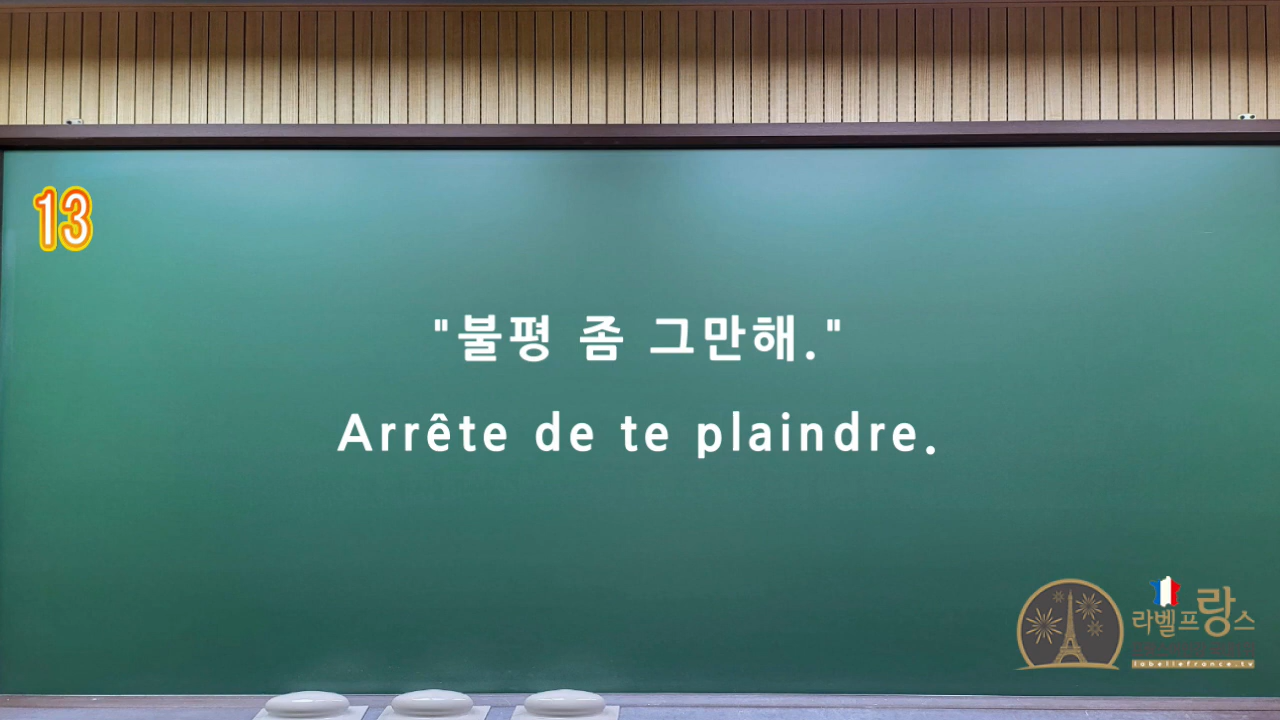 13
"불평 좀 그만해."
Arrête de te plaindre.
라벨프랑스
labellefrance.tv